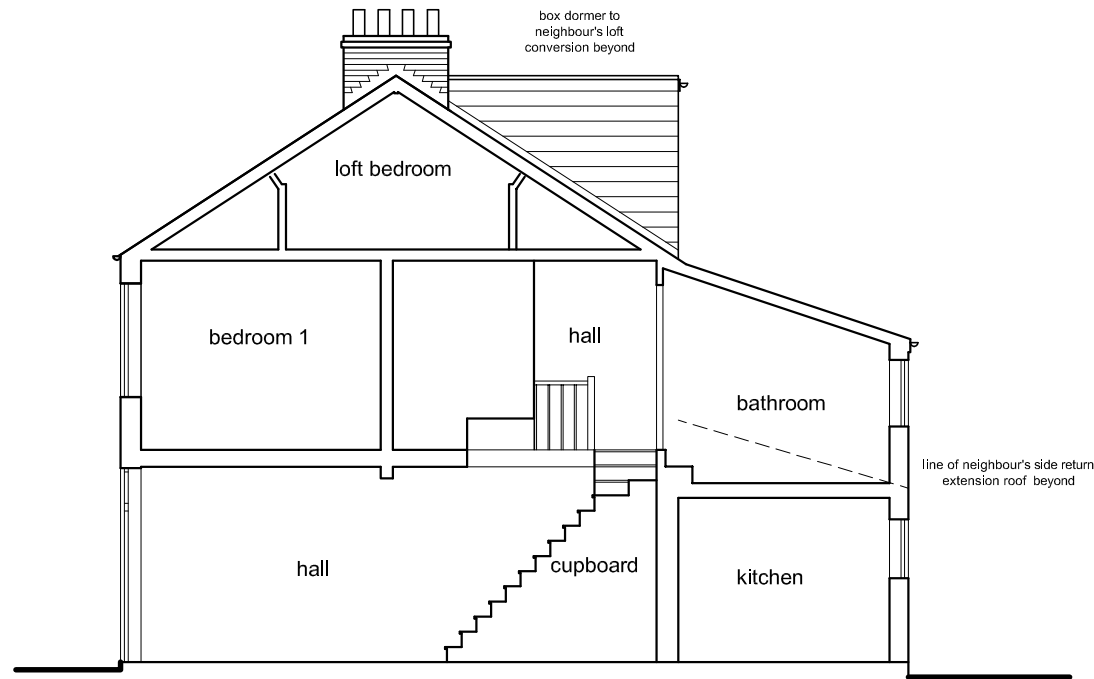 box dormer to
neighbour's loft
conversion beyond
loft bedroom
bedroom 1
hall
bathroom
line of neighbour's side return
extension roof beyond
hall
cupboard
kitchen